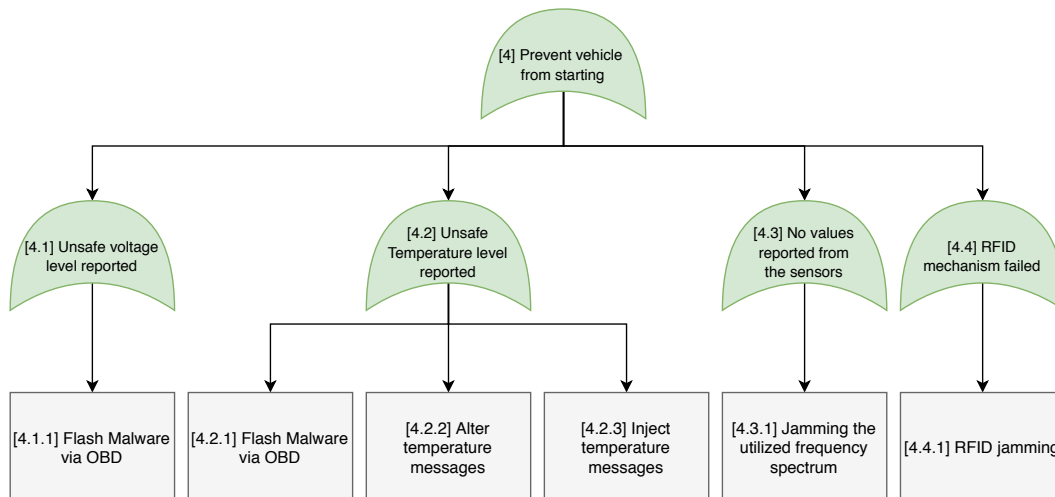 [4] Prevent vehicle
from starting
[4.1] Unsafe voltage
level reported
[4.2] Unsafe
Temperature level
reported
[4.3] No values
reported from
the sensors
[4.4] RFID
mechanism failed
[4.1.1] Flash Malware
via OBD
[4.2.1] Flash Malware
via OBD
[4.2.2] Alter
temperature
messages
[4.2.3] Inject
temperature
messages
[4.3.1] Jamming the
utilized frequency
spectrum
[4.4.1] RFID jamming